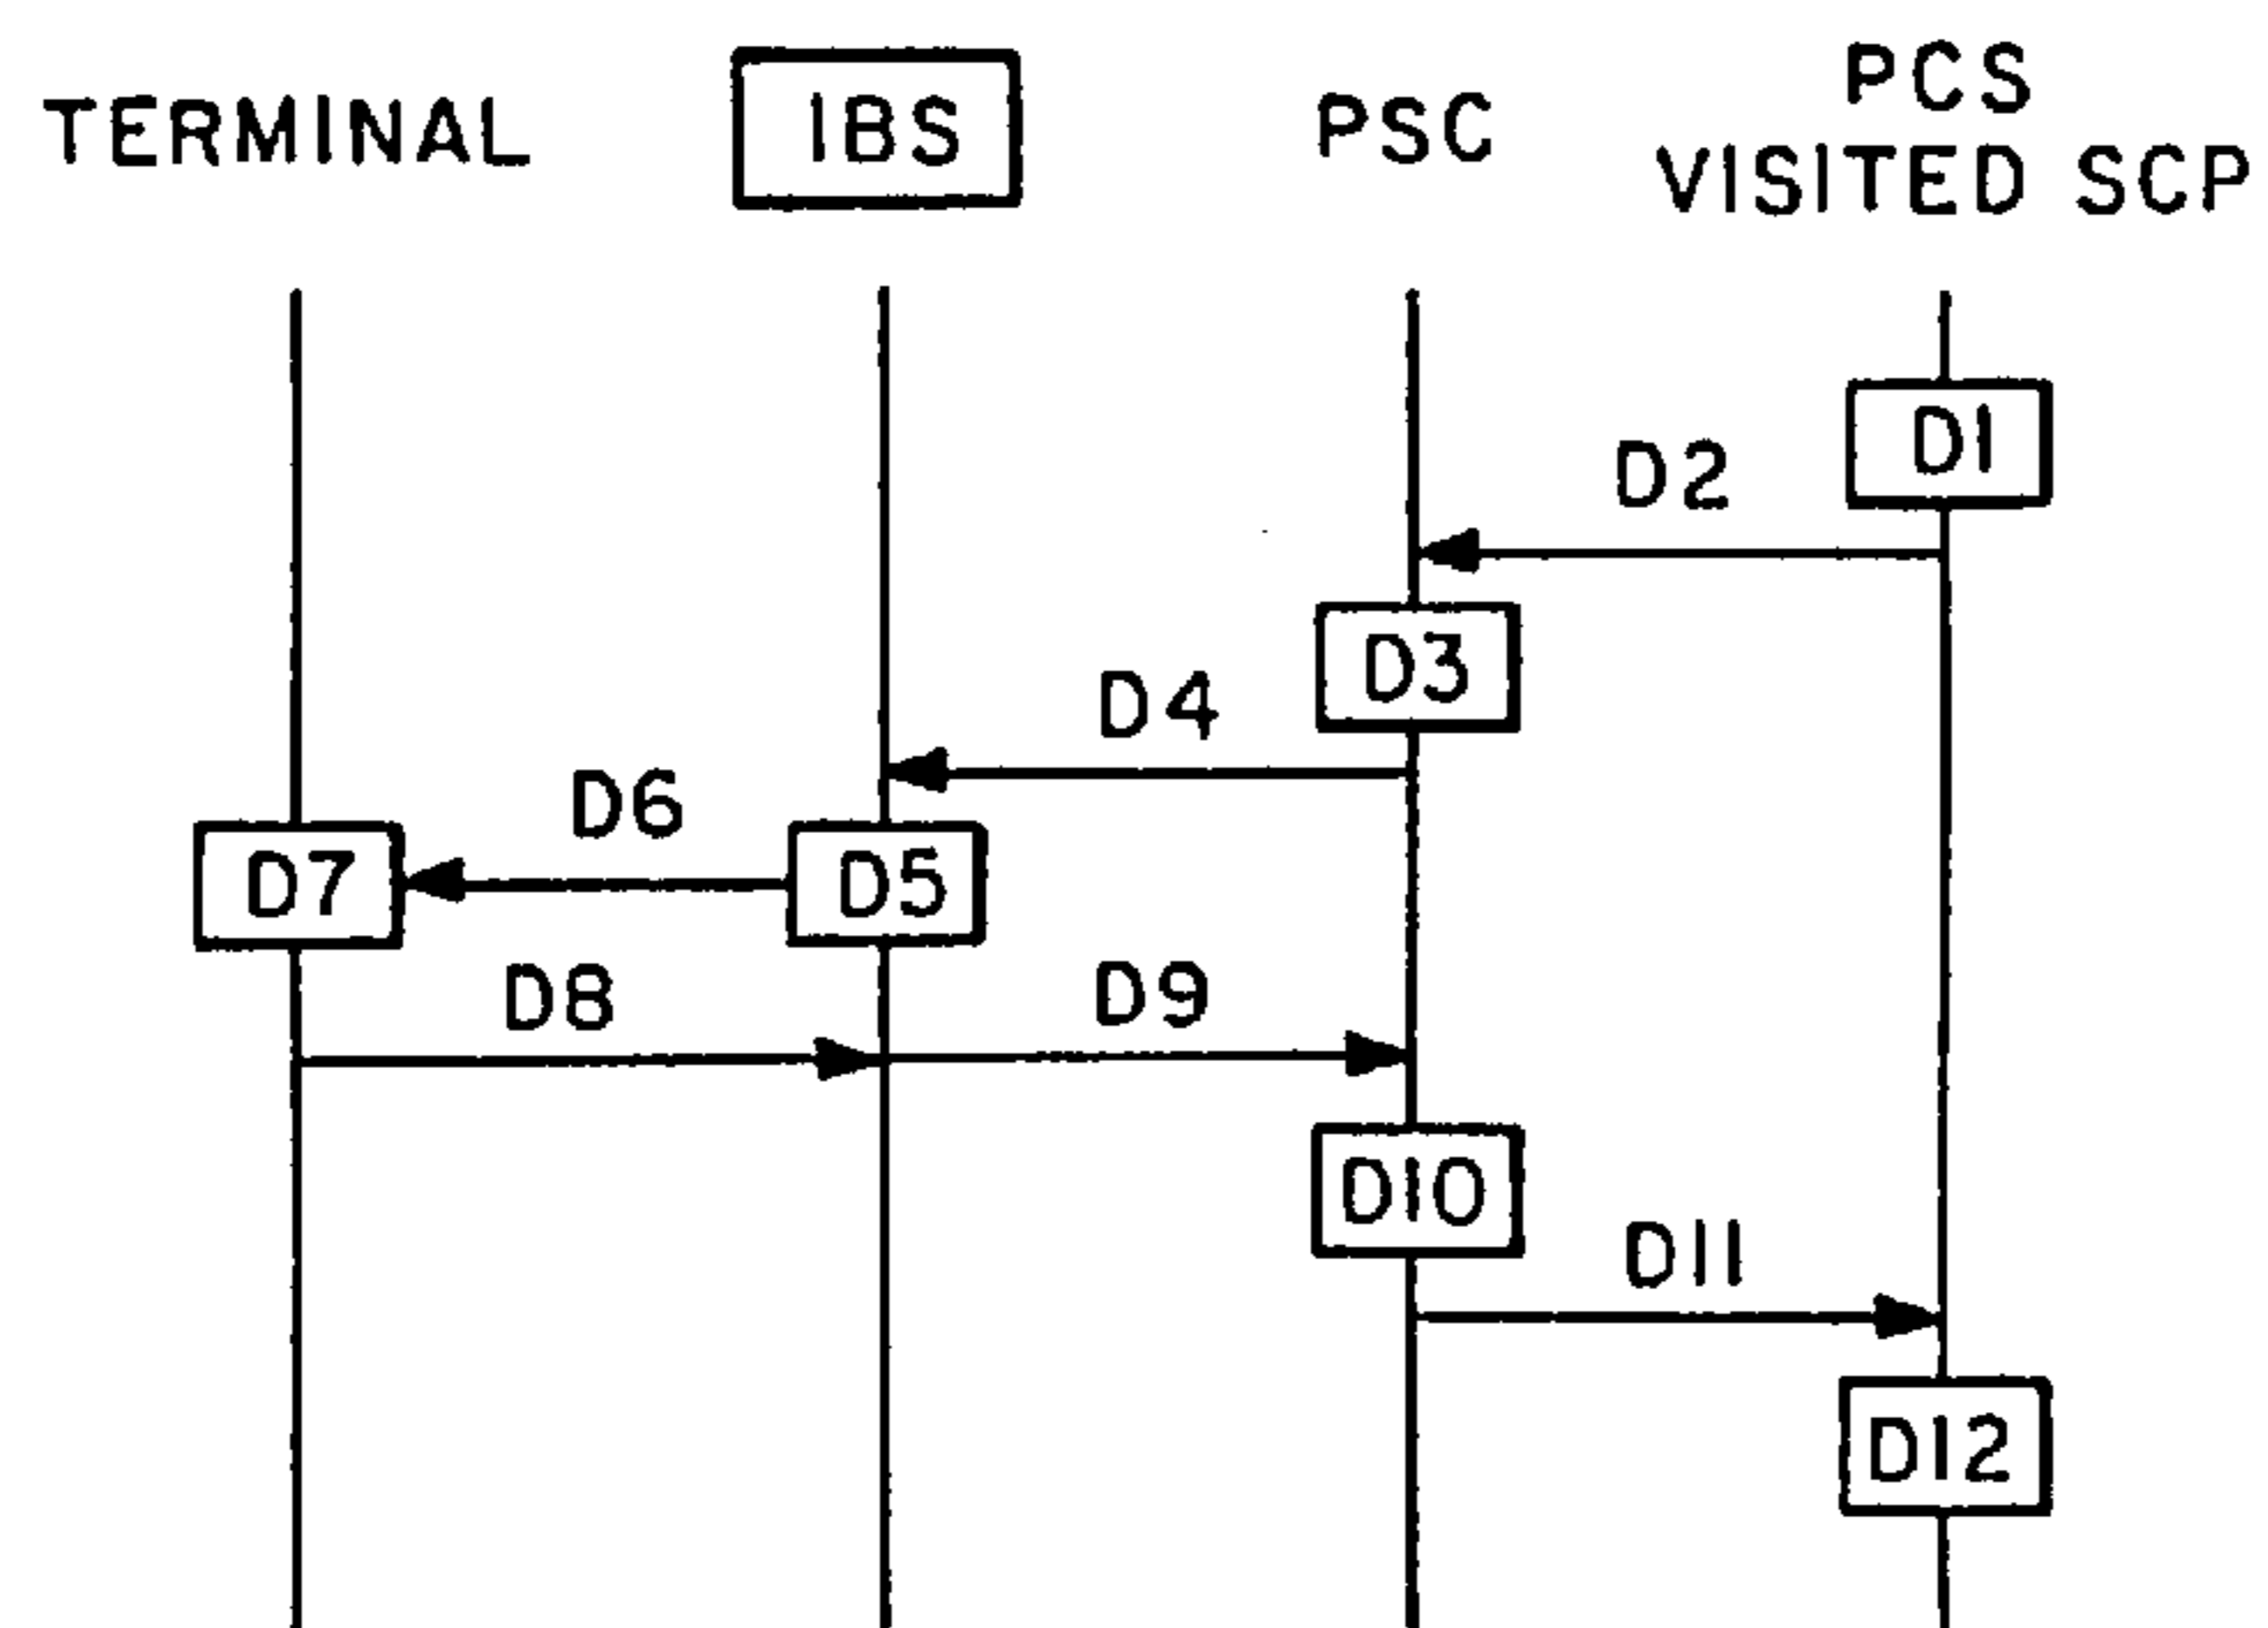 TERMINAL
IBS
PSC
PCS
VISITED SCP
D1
D2
D3
D4
D6
D7
D5
D8
D9
D10
D11
D12